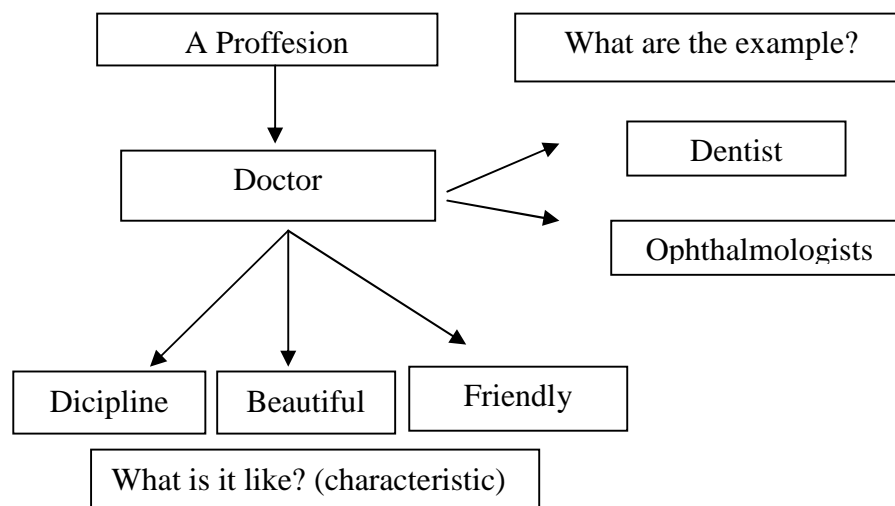 A Proffesion
What are the example?
Doctor
Dentist
Ophthalmologists
Dicipline
Beautiful
Friendly
What is it like? (characteristic)